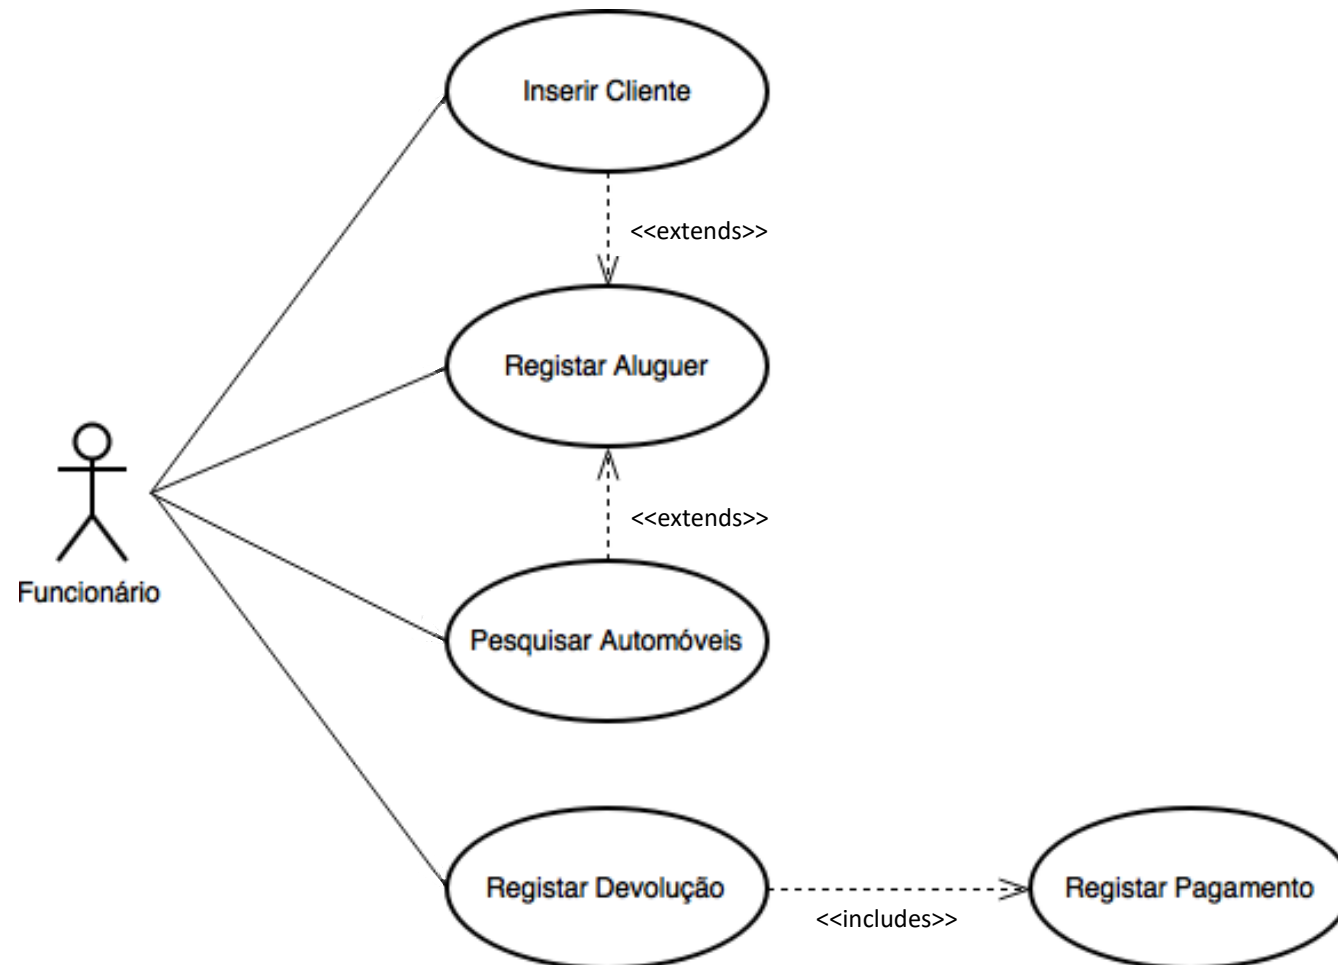 Inserir Cliente
<<extends>>
Registar Aluguer
<<extends>>
Funcionário
Pesquisar Automóveis
Registar Devolução
<<includes>>
Registar Pagamento